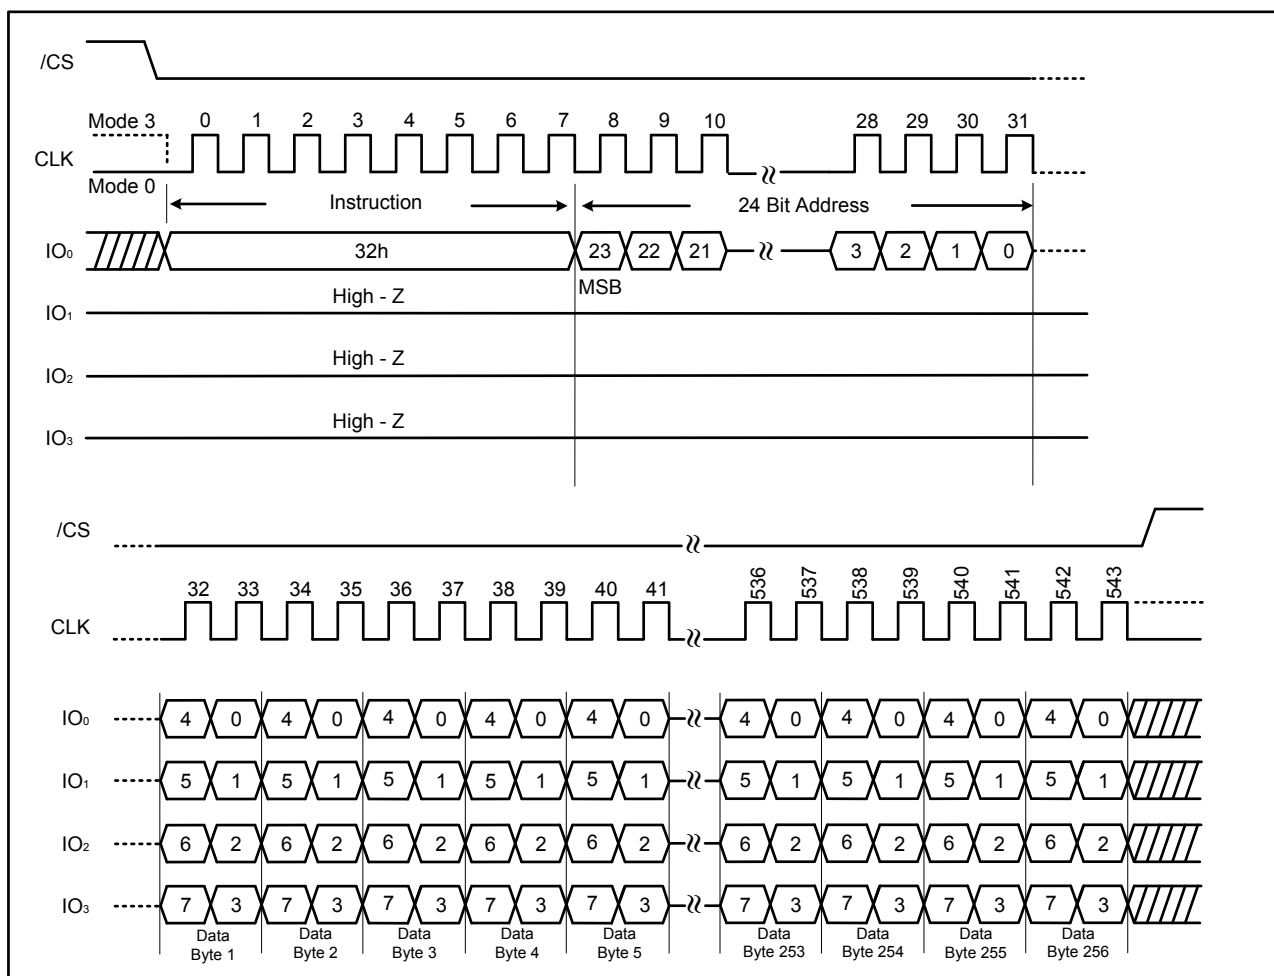 /CS
Mode 3 0 1 2 3 4 5 6 7 8 9 10 28 29 30 31
CLK
Mode 0
Instruction 24 Bit Address
IO0 32h 23 22 21 3 2 1 0
MSB
High - Z
IO1
High - Z
IO2
High - Z
IO3
/CS
32 33 34 35 36 37 38 39 40 41 536 537 538 539 540 541 542 543
CLK
IO0 4 0 4 0 4 0 4 0 4 0 4 0 4 0 4 0 4 0
IO1 5 1 5 1 5 1 5 1 5 1 5 1 5 1 5 1 5 1
IO2 6 2 6 2 6 2 6 2 6 2 6 2 6 2 6 2 6 2
IO3 7 3 7 3 7 3 7 3 7 3 7 3 7 3 7 3 7 3
Data Data Data Data Data Data Data Data Data
Byte 1 Byte 2 Byte 3 Byte 4 Byte 5 Byte 253 Byte 254 Byte 255 Byte 256